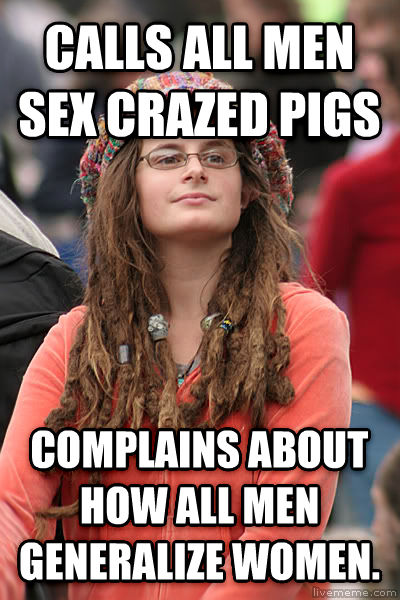 CALLS ALL MEN
SEX CRAZED PIGS
COMPLAINS ABOUT
HOW ALL MEN
GENERALIZE WOMEN.
livememe.com